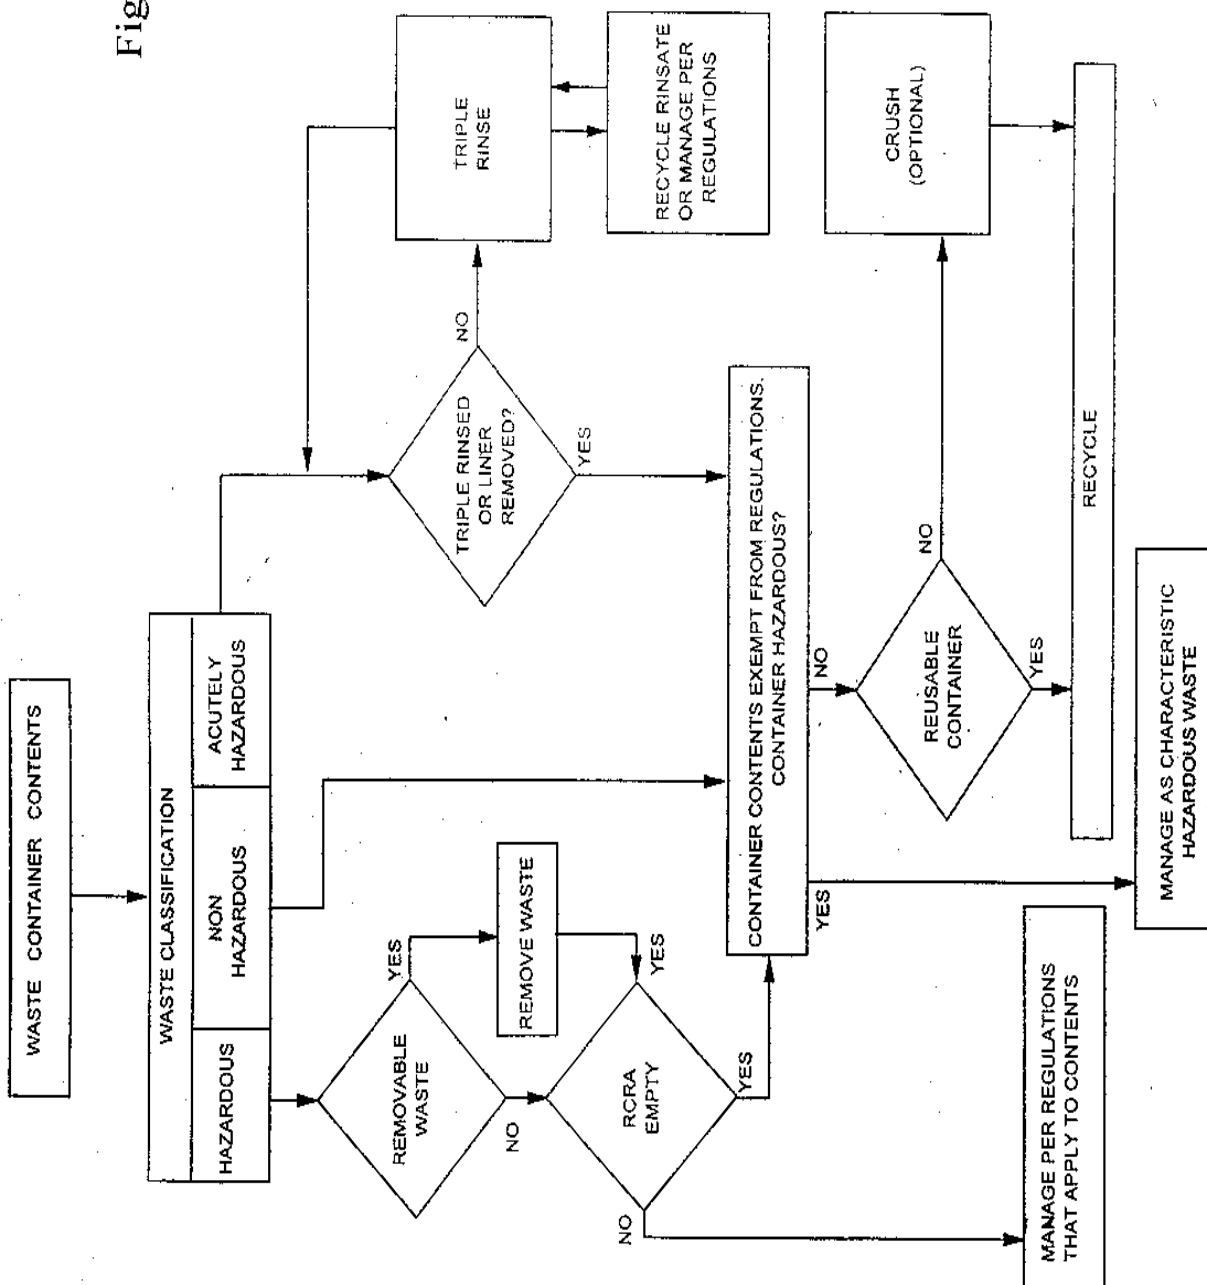 Fig
WASTE CONTAINER CONTENTS
WASTE CLASSIFICATION
HAZARDOUS
NON
HAZARDOUS
ACUTELY
HAZARDOUS
REMOVABLE
WASTE
YES
NO
REMOVE WASTE
YES
RCRA
EMPTY
NO
YES
TRIPLE RINSED
OR LINER
REMOVED?
NO
YES
TRIPLE
RINSE
RECYCLE RINSATE
OR MANAGE PER
REGULATIONS
CONTAINER CONTENTS EXEMPT FROM REGULATIONS.
CONTAINER HAZARDOUS?
YES
NO
REUSABLE
CONTAINER
NO
YES
CRUSH
(OPTIONAL)
RECYCLE
MANAGE PER REGULATIONS
THAT APPLY TO CONTENTS
MANAGE AS CHARACTERISTIC
HAZARDOUS WASTE